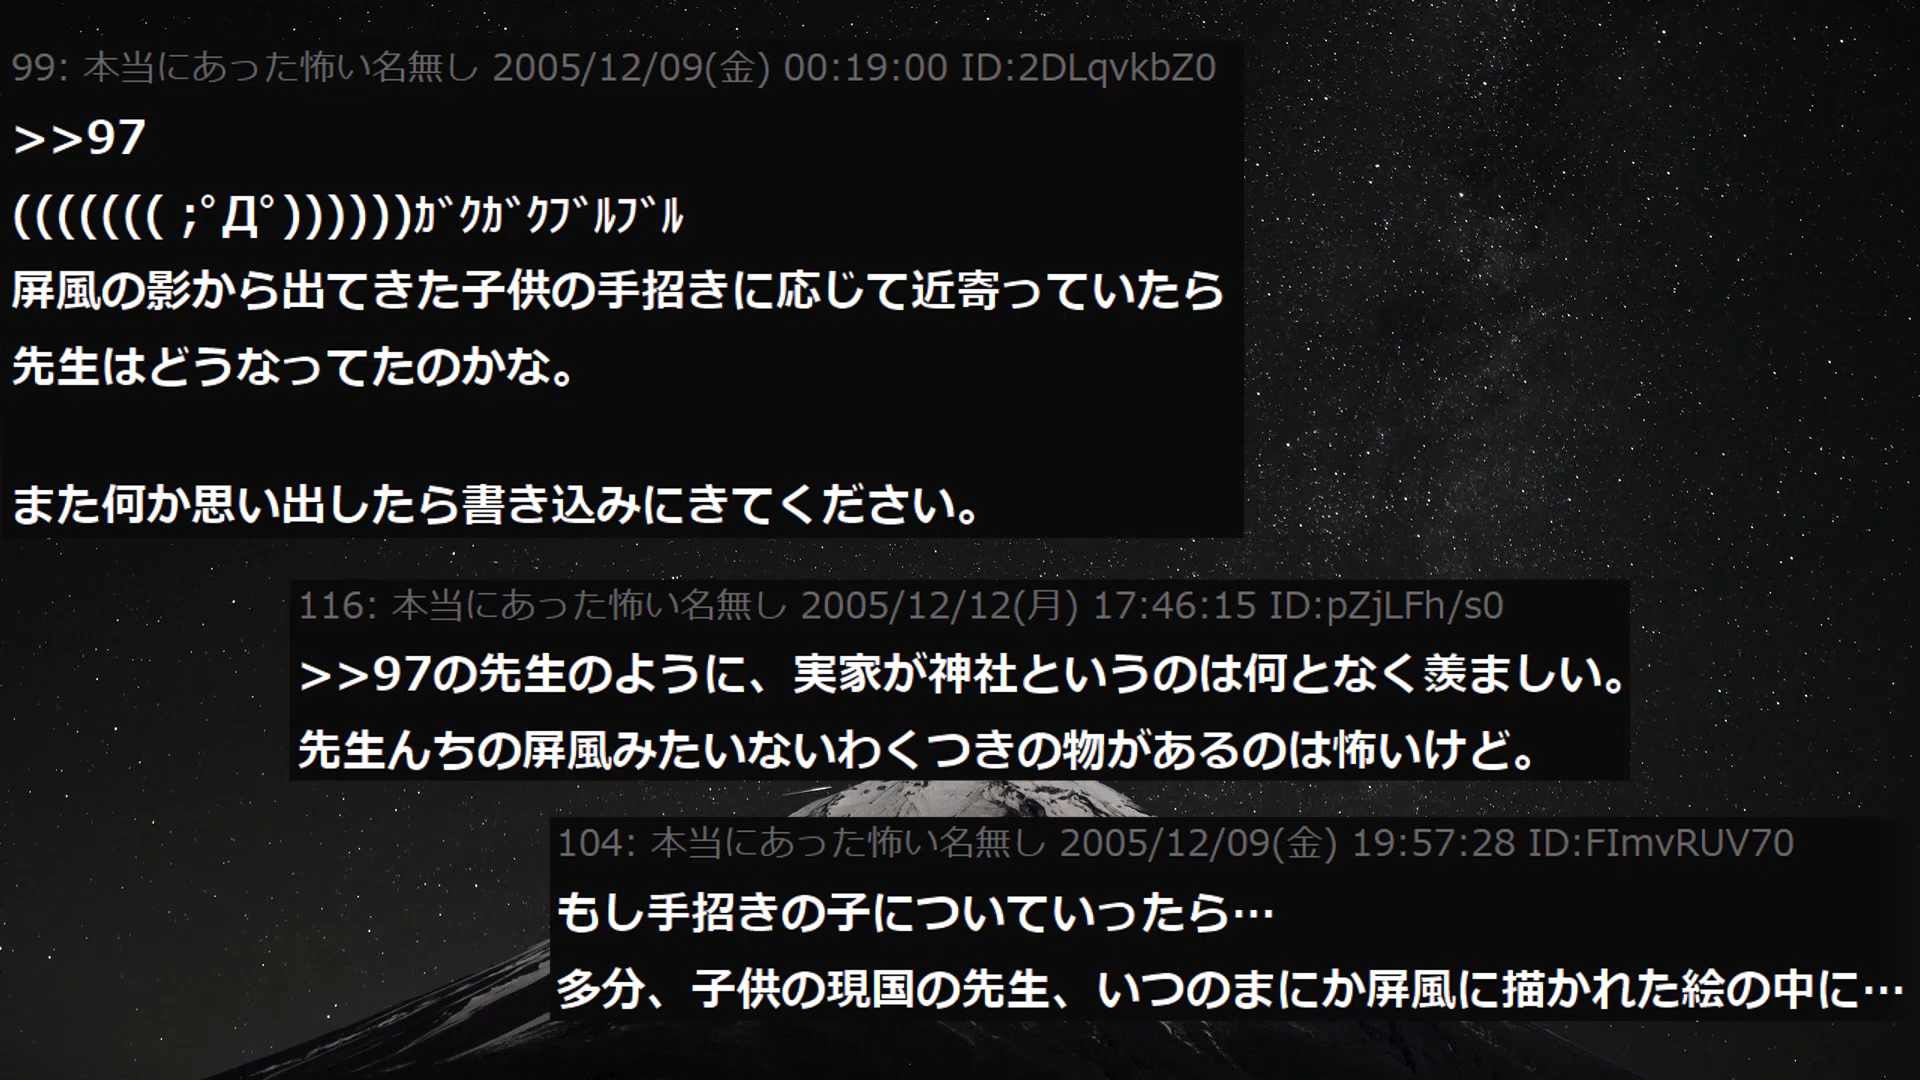 99: 本当にあった怖い名無し 2005/12/09(金) 00:19:00 ID:2DLqvkbZ0
>>97
((((((( ;ﾟДﾟ))))))ｶﾞｸｶﾞｸﾌﾞﾙﾌﾞﾙ
屏風の影から出てきた子供の手招きに応じて近寄っていたら
先生はどうなってたのかな。
また何か思い出したら書き込みにきてください。
116: 本当にあった怖い名無し 2005/12/12(月) 17:46:15 ID:pZjLFh/s0
>>97の先生のように、実家が神社というのは何となく羨ましい。
先生んちの屏風みたいないわくつきの物があるのは怖いけど。
104: 本当にあった怖い名無し 2005/12/09(金) 19:57:28 ID:FImvRUV70
もし手招きの子についていったら…
多分、子供の現国の先生、いつのまにか屏風に描かれた絵の中に…